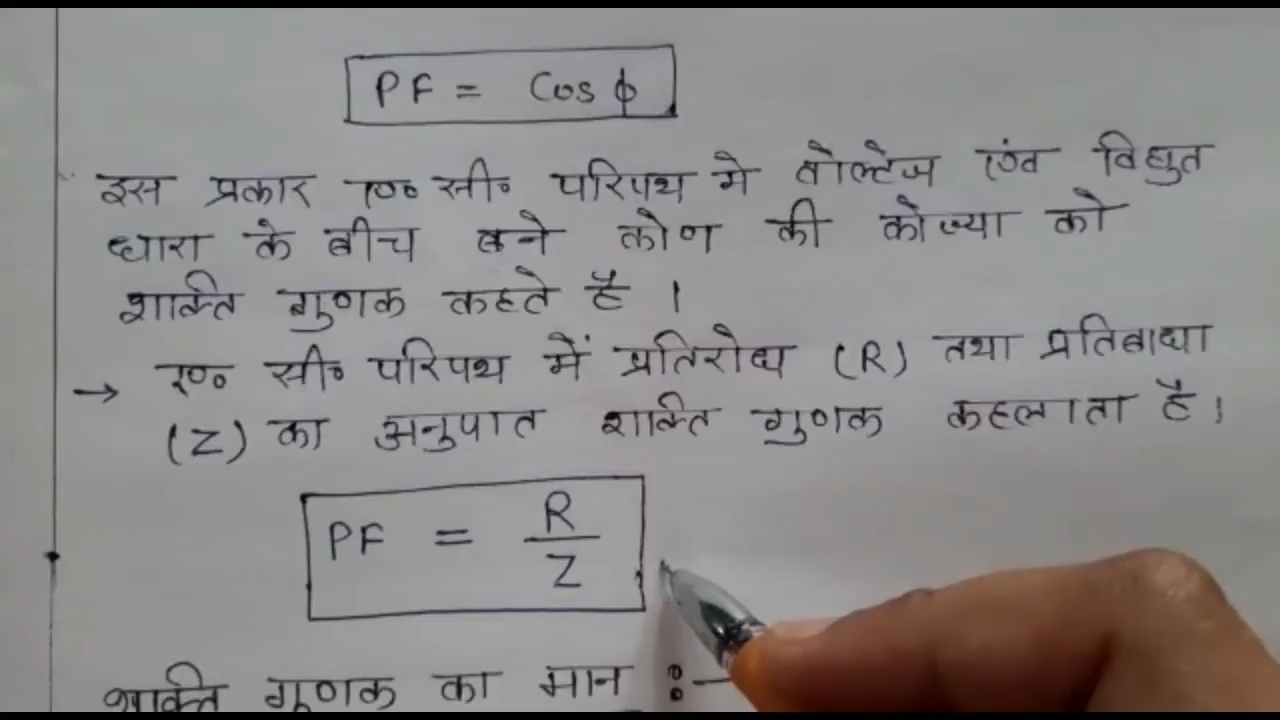 PF = Cos ϕ
इस प्रकार ए० सी० परिपथ मे वोल्टेज एंव विद्युत
धारा के बीच बने कोण की कोज्या को
शक्ति गुणक कहते है ।
→ ए० सी० परिपथ में प्रतिरोध (R) तथा प्रतिबाधा
(Z) का अनुपात शक्ति गुणक कहलाता है ।
PF = R/Z
शक्ति गुणक का मान :-